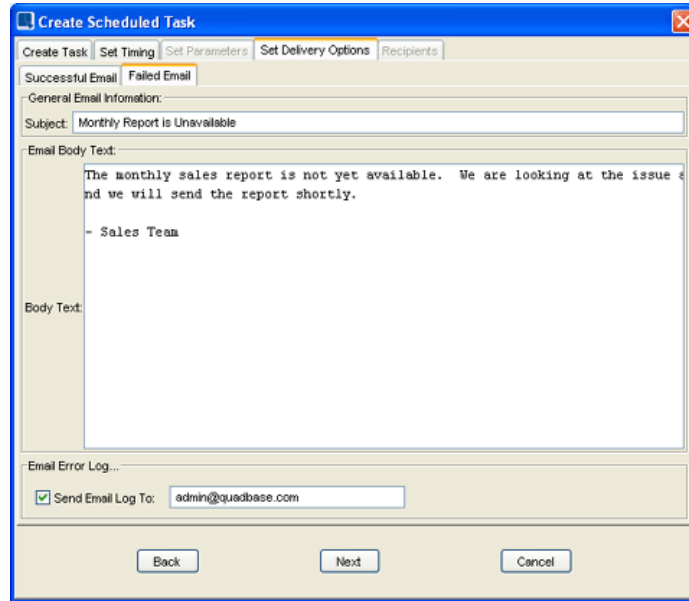 Create Scheduled Task
Create Task Set Timing Set Parameters Set Delivery Options Recipients
Successful Email Failed Email
General Email Infomation:
Subject: Monthly Report is Unavailable
Email Body Text:
The monthly sales report is not yet available. We are looking at the issue a
nd we will send the report shortly.
- Sales Team
Body Text:
Email Error Log...
Send Email Log To: admin@quadbase.com
Back Next Cancel